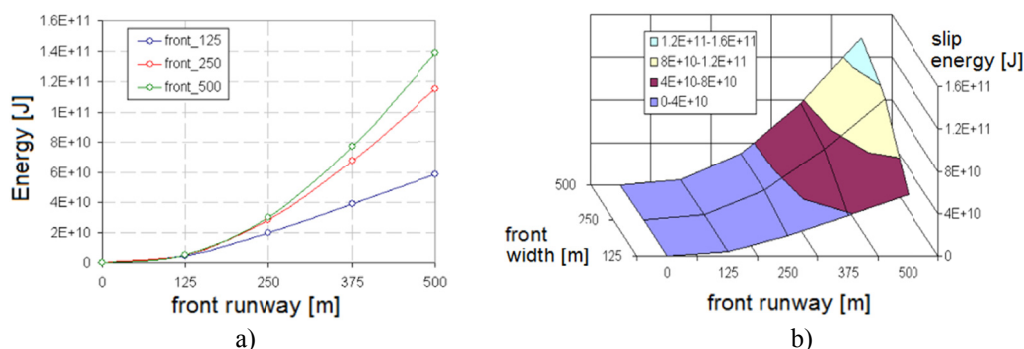 1.6E+11
1.4E+11
1.2E+11
1E+11
8E+10
6E+10
4E+10
2E+10
0
Energy [J]
front_125
front_250
front_500
0 125 250 375 500
front runway [m]
a)
1.2E+11-1.6E+11
8E+10-1.2E+11
4E+10-8E+10
0-4E+10
slip
energy [J]
1.6E+11
1.2E+11
8E+10
4E+10
0
500
250
125
front
width [m]
0 125 250 375 500
front runway [m]
b)